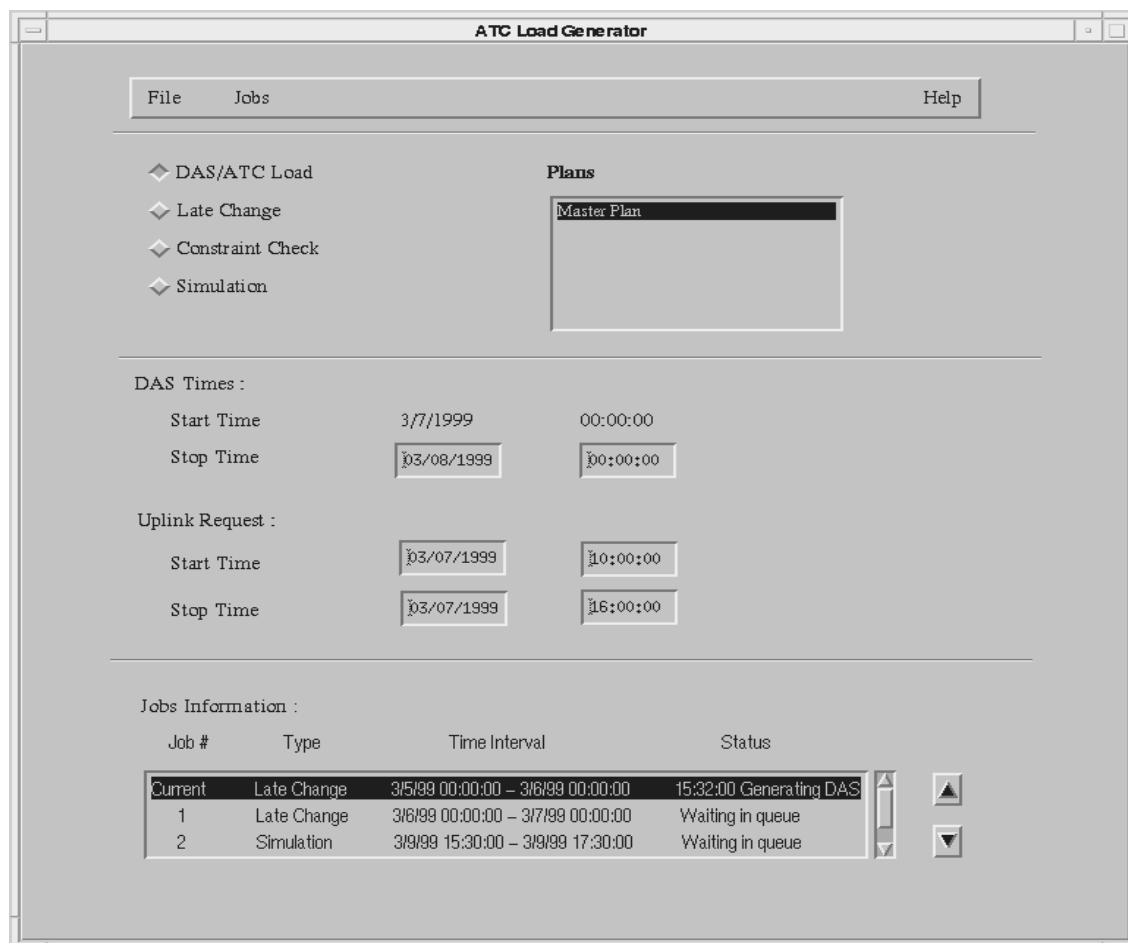 ATC Load Generator
File Jobs Help
DAS/ATC Load
Late Change
Constraint Check
Simulation
Plans
Master Plan
DAS Times :
Start Time 3/7/1999 00:00:00
Stop Time 03/08/1999 00:00:00
Uplink Request :
Start Time 03/07/1999 10:00:00
Stop Time 03/07/1999 16:00:00
Jobs Information :
Job # Type Time Interval Status
Current Late Change 3/5/99 00:00:00 – 3/6/99 00:00:00 15:32:00 Generating DAS
1 Late Change 3/6/99 00:00:00 – 3/7/99 00:00:00 Waiting in queue
2 Simulation 3/9/99 15:30:00 – 3/9/99 17:30:00 Waiting in queue